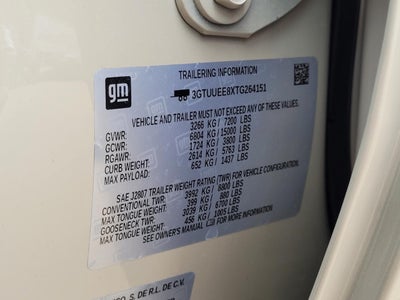 gm
TRAILERING INFORMATION
3GTUUEE8XTG264151
VEHICLE AND TRAILER MUST NOT EXCEED ANY OF THESE VALUES.
GVWR: 3266 KG / 7200 LBS
GCWR: 6804 KG / 15000 LBS
RGAWR: 1724 KG / 3800 LBS
CURB WEIGHT: 2614 KG / 5763 LBS
MAX PAYLOAD: 652 KG / 1437 LBS
SAE J2807 TRAILER WEIGHT RATING (TWR) FOR VEHICLE CONFIGURATION.
CONVENTIONAL TWR: 3992 KG / 8800 LBS
MAX TONGUE WEIGHT: 399 KG / 880 LBS
GOOSENECK TWR: 3039 KG / 6700 LBS
MAX TONGUE WEIGHT: 456 KG / 1005 LBS
SEE OWNER'S MANUAL FOR MORE INFORMATION
S. DE R.L. DE C.V.